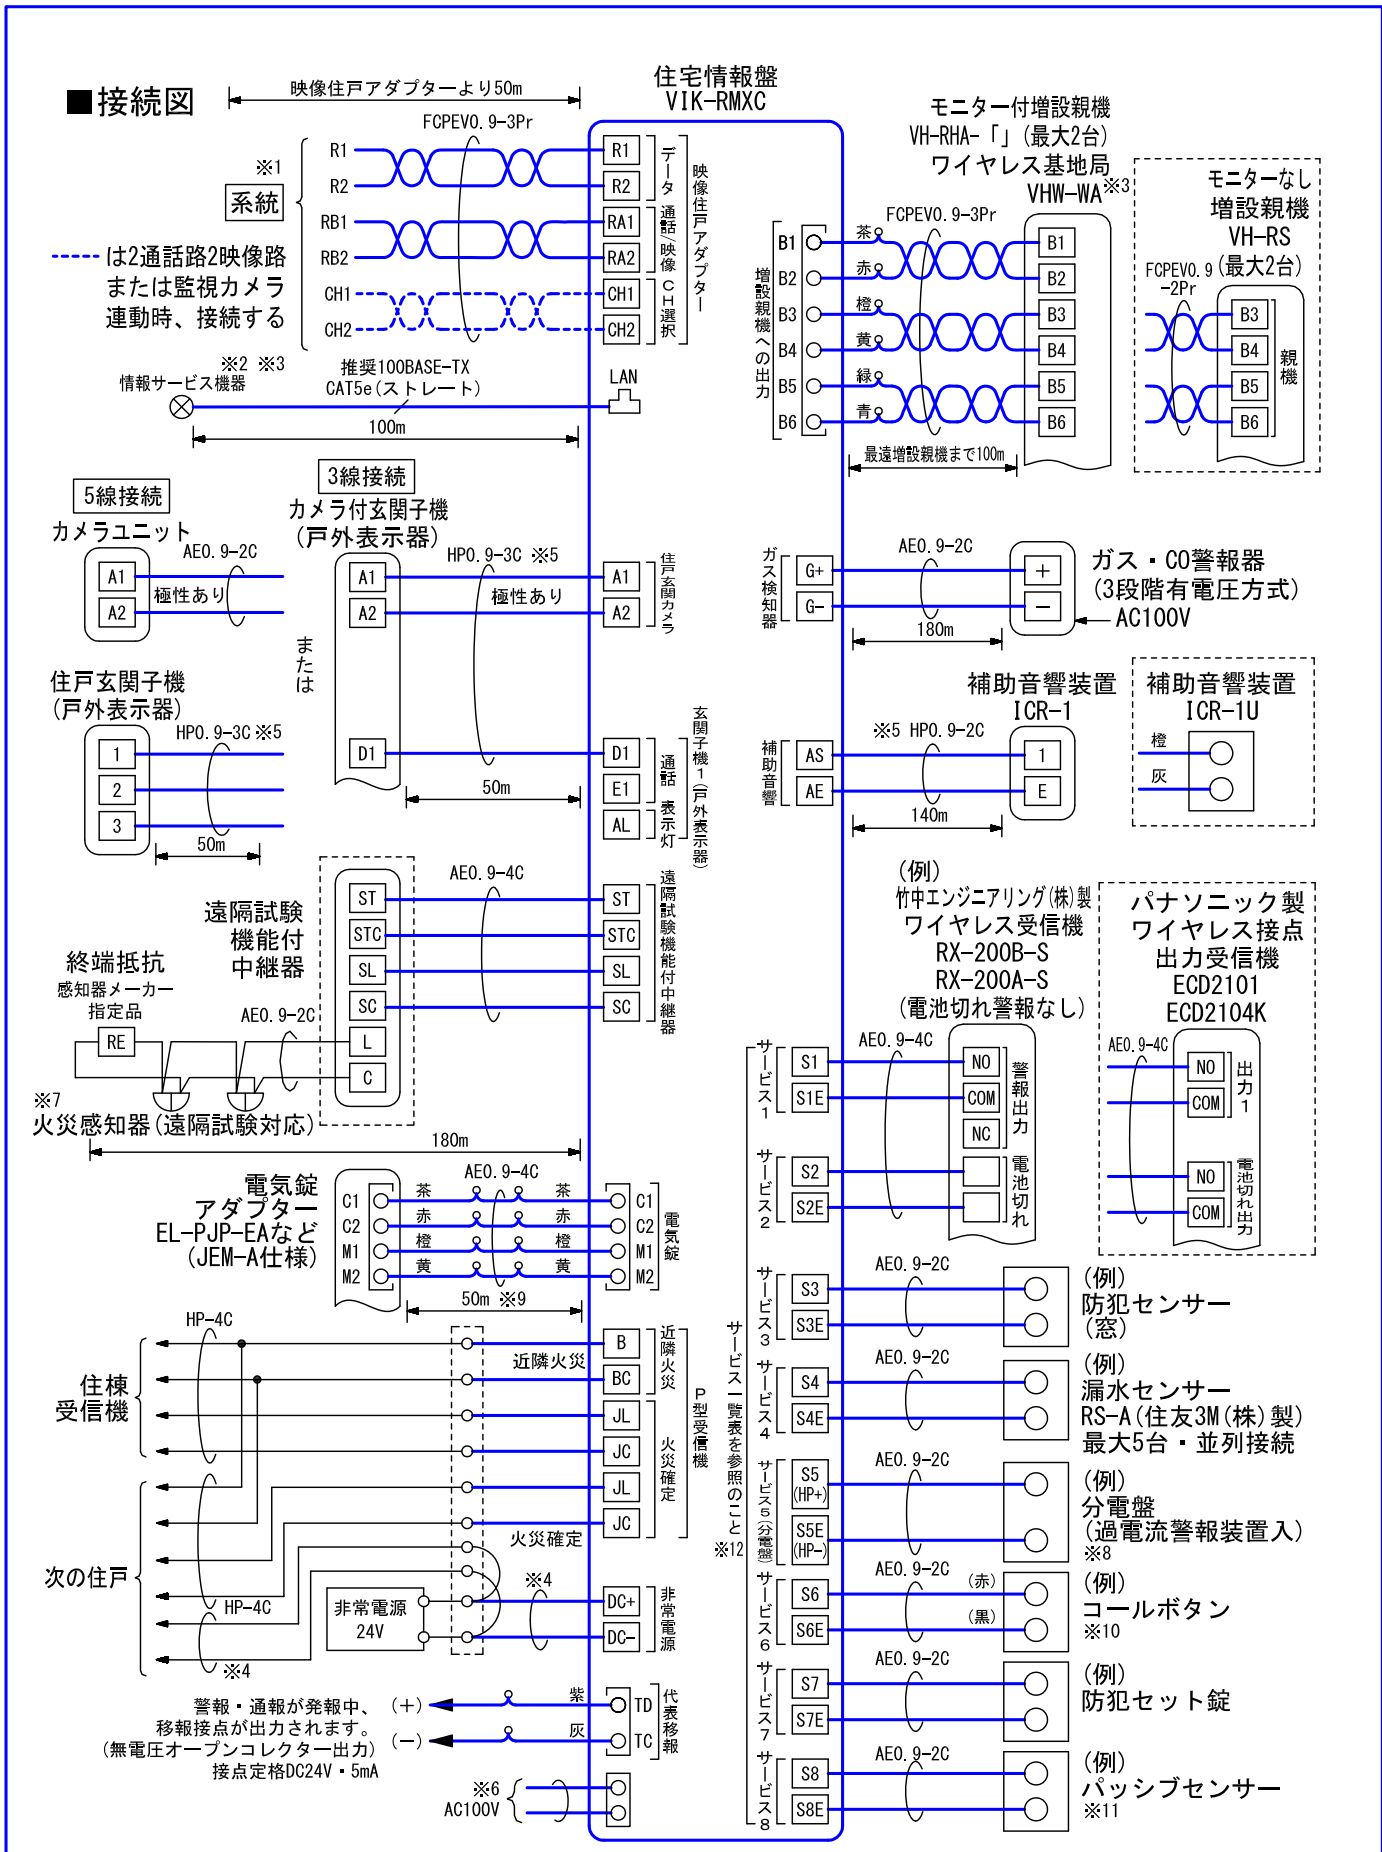 ■接続図
映像住戸アダプターより50m
FCPEV0.9-3Pr
※1
系統
R1
R2
RB1
RB2
CH1
CH2
は2通話路2映像路
または監視カメラ
連動時、接続する
※2 ※3
情報サービス機器
推奨100BASE-TX
CAT5e(ストレート)
100m
LAN
住宅情報盤
VIK-RMXC
R1
R2
RA1
RA2
CH1
CH2
データ
通話/映像
CH選択
映像住戸アダプター
5線接続
カメラユニット
A1
A2
AE0.9-2C
極性あり
住戸玄関子機
(戸外表示器)
1
2
3
HP0.9-3C ※5
50m
または
3線接続
カメラ付玄関子機
(戸外表示器)
A1
A2
D1
HP0.9-3C ※5
極性あり
50m
A1
A2
住戸玄関カメラ
D1
E1
AL
通話
表示灯
玄関子機1(戸外表示器)
遠隔試験
機能付
中継器
ST
STC
SL
SC
L
C
AE0.9-4C
ST
STC
SL
SC
遠隔試験機能付中継器
終端抵抗
感知器メーカー
指定品
RE
AE0.9-2C
※7
火災感知器(遠隔試験対応)
180m
電気錠
アダプター
EL-PJP-EAなど
(JEM-A仕様)
C1
C2
M1
M2
茶
赤
橙
黄
AE0.9-4C
茶
赤
橙
黄
C1
C2
M1
M2
電気錠
50m ※9
HP-4C
住棟
受信機
次の住戸
HP-4C
※4
近隣火災
火災確定
※4
非常電源
24V
B
BC
JL
JC
JL
JC
近隣火災
火災確定
P型受信機
DC+
DC-
非常電源
警報・通報が発報中、
移報接点が出力されます。
(無電圧オープンコレクター出力)
接点定格DC24V・5mA
(+)
(-)
紫
灰
TD
TC
代表移報
※6
AC100V
モニター付増設親機
VH-RHA-「」(最大2台)
ワイヤレス基地局
VHW-WA※3
増設親機への出力
B1
B2
B3
B4
B5
B6
茶
赤
橙
黄
緑
青
FCPEV0.9-3Pr
B1
B2
B3
B4
B5
B6
最遠増設親機まで100m
モニターなし
増設親機
VH-RS
(最大2台)
FCPEV0.9
-2Pr
B3
B4
B5
B6
親機
ガス検知器
G+
G-
AE0.9-2C
180m
+
-
ガス・CO警報器
(3段階有電圧方式)
AC100V
補助音響
AS
AE
※5 HP0.9-2C
140m
補助音響装置
ICR-1
1
E
補助音響装置
ICR-1U
橙
灰
(例)
竹中エンジニアリング(株)製
ワイヤレス受信機
RX-200B-S
RX-200A-S
(電池切れ警報なし)
AE0.9-4C
NO
COM
NC
警報出力
電池切れ
パナソニック製
ワイヤレス接点
出力受信機
ECD2101
ECD2104K
AE0.9-4C
NO
COM
出力1
NO
COM
電池切れ出力
サービス一覧表を参照のこと
※12
サービス1
S1
S1E
サービス2
S2
S2E
サービス3
S3
S3E
AE0.9-2C
(例)
防犯センサー
(窓)
サービス4
S4
S4E
AE0.9-2C
(例)
漏水センサー
RS-A(住友3M(株)製)
最大5台・並列接続
サービス5(分電盤)
S5
(HP+)
S5E
(HP-)
AE0.9-2C
(例)
分電盤
(過電流警報装置入)
※8
サービス6
S6
S6E
AE0.9-2C
(赤)
(黒)
(例)
コールボタン
※10
サービス7
S7
S7E
AE0.9-2C
(例)
防犯セット錠
サービス8
S8
S8E
AE0.9-2C
(例)
パッシブセンサー
※11